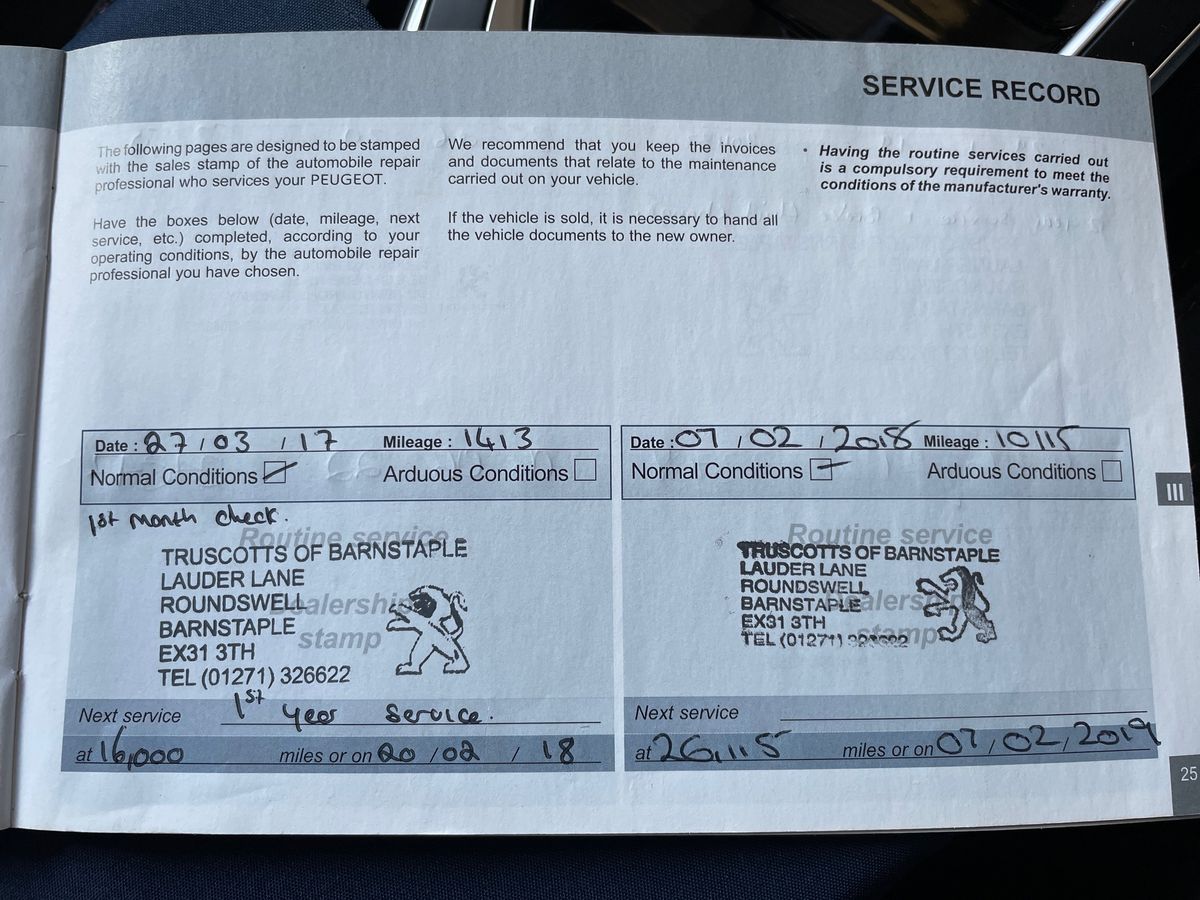 SERVICE RECORD
The following pages are designed to be stamped
with the sales stamp of the automobile repair
professional who services your PEUGEOT.
Have the boxes below (date, mileage, next
service, etc.) completed, according to your
operating conditions, by the automobile repair
professional you have chosen.
We recommend that you keep the invoices
and documents that relate to the maintenance
carried out on your vehicle.
If the vehicle is sold, it is necessary to hand all
the vehicle documents to the new owner.
• Having the routine services carried out
is a compulsory requirement to meet the
conditions of the manufacturer's warranty.
Date : 27 / 03 / 17 Mileage : 1413
Normal Conditions Arduous Conditions
1st month check.
Routine service
TRUSCOTTS OF BARNSTAPLE
LAUDER LANE
ROUNDSWELL
Dealership
BARNSTAPLE
stamp
EX31 3TH
TEL (01271) 326622
Next service 1st year service.
at 16,000 miles or on 20 / 02 / 18
Date : 07 / 02 / 2018 Mileage : 10115
Normal Conditions Arduous Conditions
Routine service
TRUSCOTTS OF BARNSTAPLE
LAUDER LANE
ROUNDSWELL
BARNSTAPLE
EX31 3TH
stamp
TEL (01271)
Next service
at 26,115 miles or on 07 / 02 / 2019
III
25